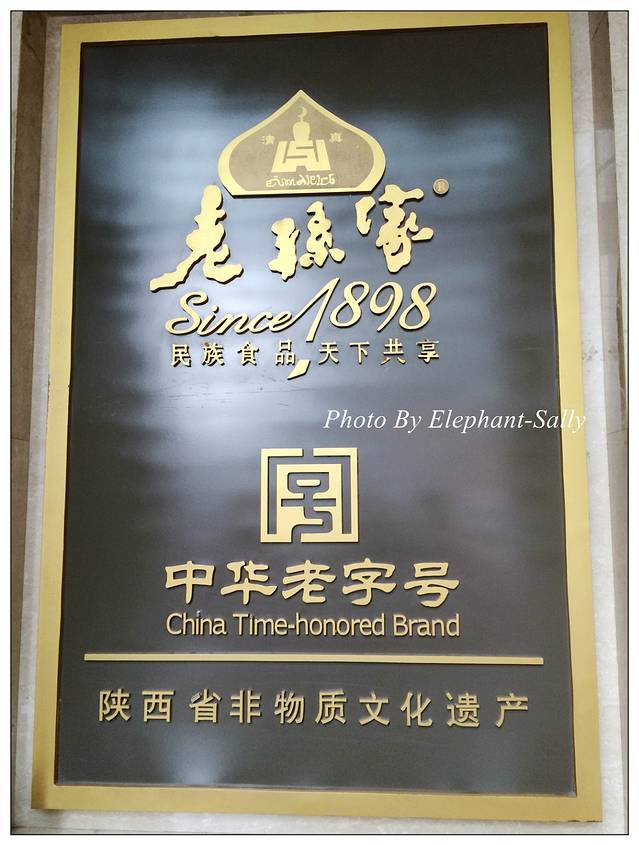 清 真
老孫家®
Since 1898
民族食品 天下共享
Photo By Elephant-Sally
中华老字号
China Time-honored Brand
陕西省非物质文化遗产